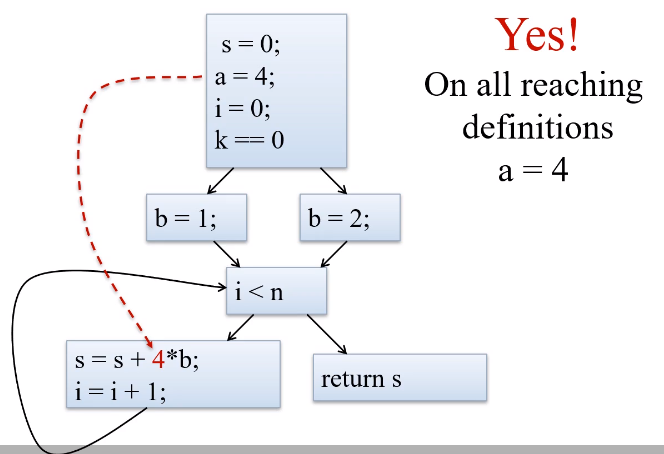 s = 0;
a = 4;
i = 0;
k == 0
Yes!
On all reaching
definitions
a = 4
b = 1;
b = 2;
i < n
s = s + 4*b;
i = i + 1;
return s